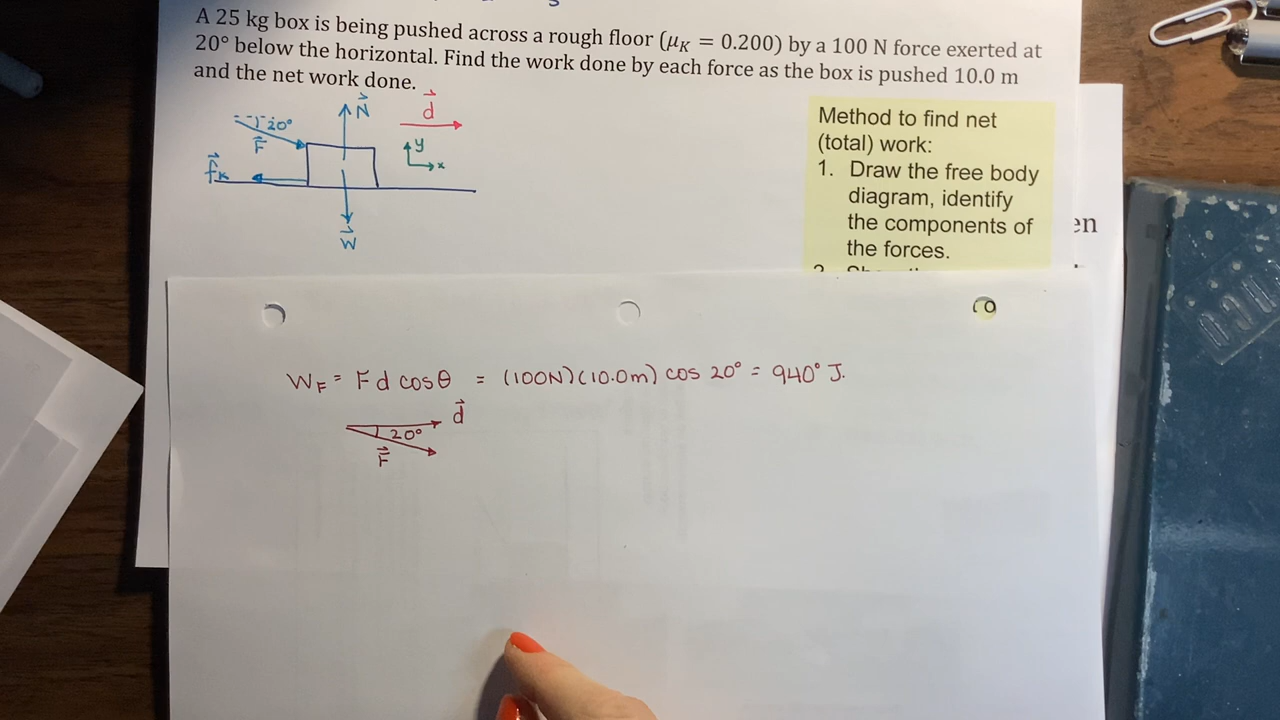 A 25 kg box is being pushed across a rough floor (μK = 0.200) by a 100 N force exerted at
20° below the horizontal. Find the work done by each force as the box is pushed 10.0 m
and the net work done.
N
d
20°
F
y
x
fK
W
Method to find net
(total) work:
1. Draw the free body
diagram, identify
the components of
the forces.
en
WF = F d cosθ = (100N)(10.0m) cos 20° = 940° J.
d
20°
F